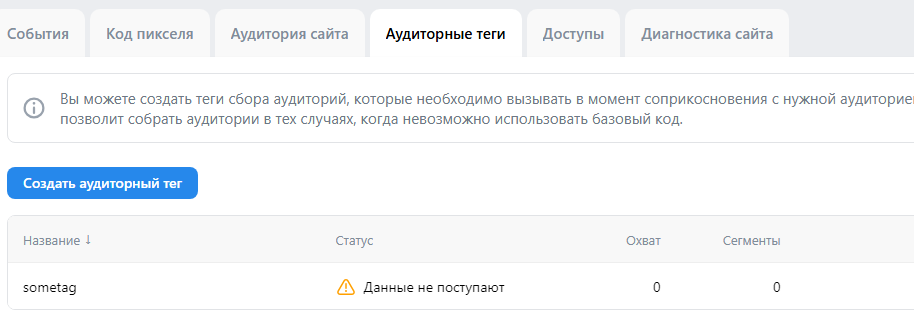 События Код пикселя Аудитория сайта Аудиторные теги Доступы Диагностика сайта
Вы можете создать теги сбора аудиторий, которые необходимо вызывать в момент соприкосновения с нужной аудиторие
позволит собрать аудитории в тех случаях, когда невозможно использовать базовый код.
Создать аудиторный тег
Название ↓ Статус Охват Сегменты
sometag Данные не поступают 0 0